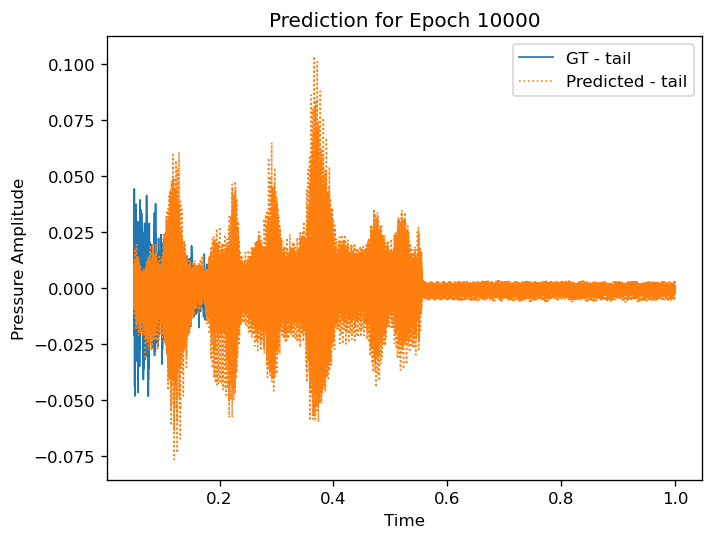 Prediction for Epoch 10000
GT - tail
Predicted - tail
Pressure Amplitude
0.100
0.075
0.050
0.025
0.000
−0.025
−0.050
−0.075
0.2
0.4
0.6
0.8
1.0
Time